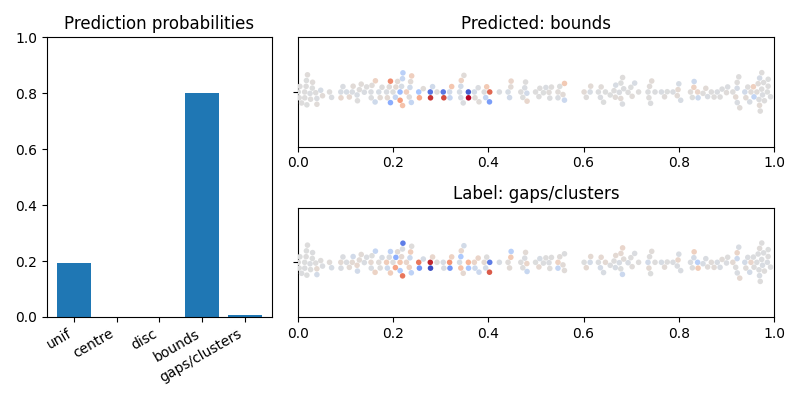 Prediction probabilities
1.0
0.8
0.6
0.4
0.2
0.0
unif
centre
disc
bounds
gaps/clusters
Predicted: bounds
0.0 0.2 0.4 0.6 0.8 1.0
Label: gaps/clusters
0.0 0.2 0.4 0.6 0.8 1.0